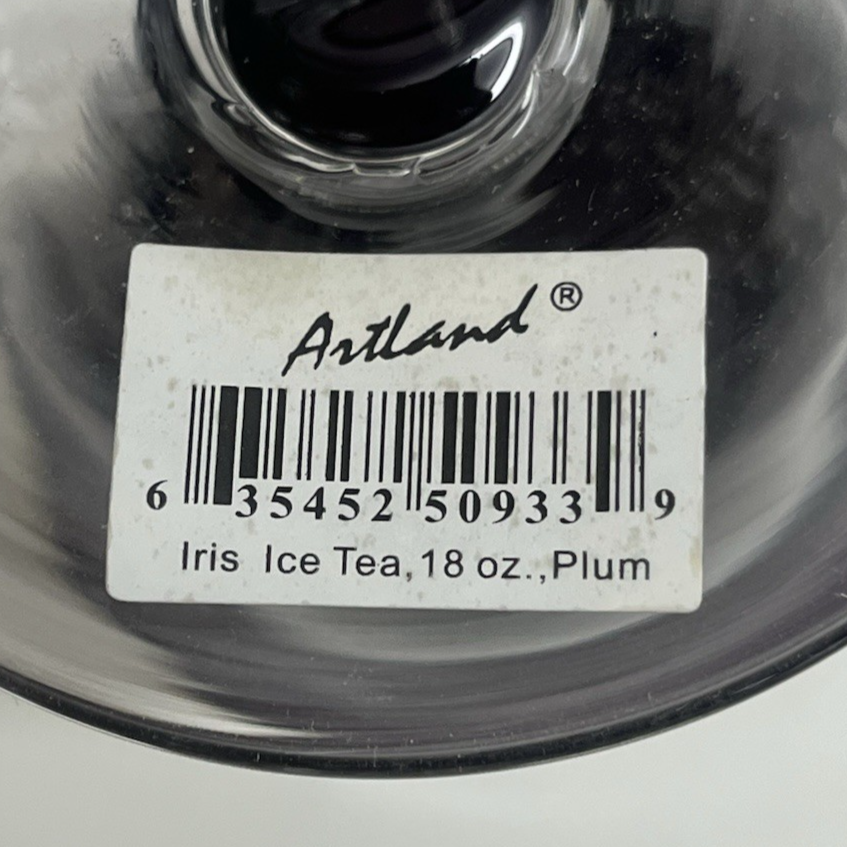 Artland ®
6 35452 50933 9
Iris Ice Tea,18 oz.,Plum